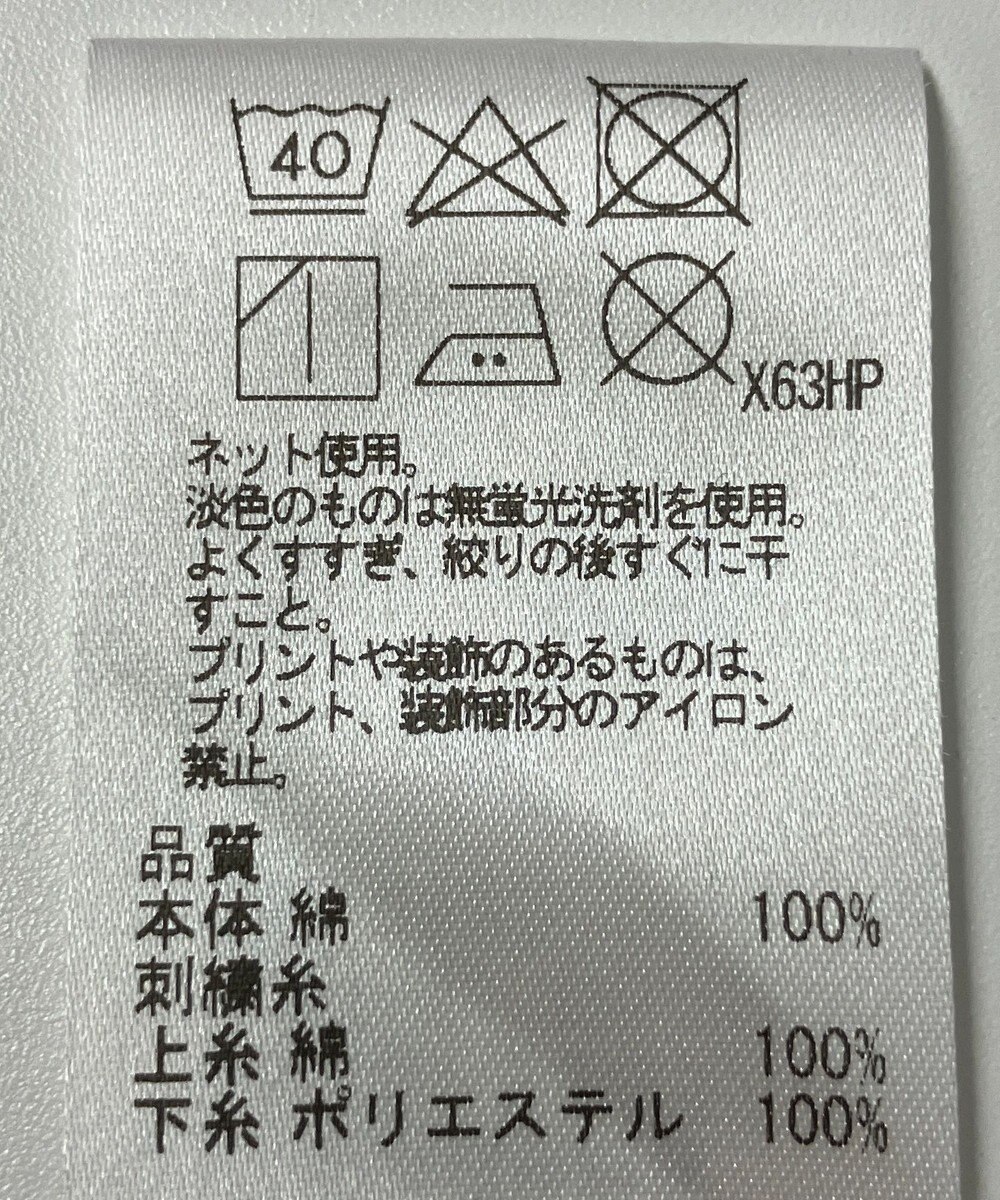 40
X63HP
ネット使用。
淡色のものは無蛍光洗剤を使用。
よくすすぎ、絞りの後すぐに干
すこと。
プリントや装飾のあるものは、
プリント、装飾部分のアイロン
禁止。
品質
本体 綿 100%
刺繍糸
上糸 綿 100%
下糸 ポリエステル 100%